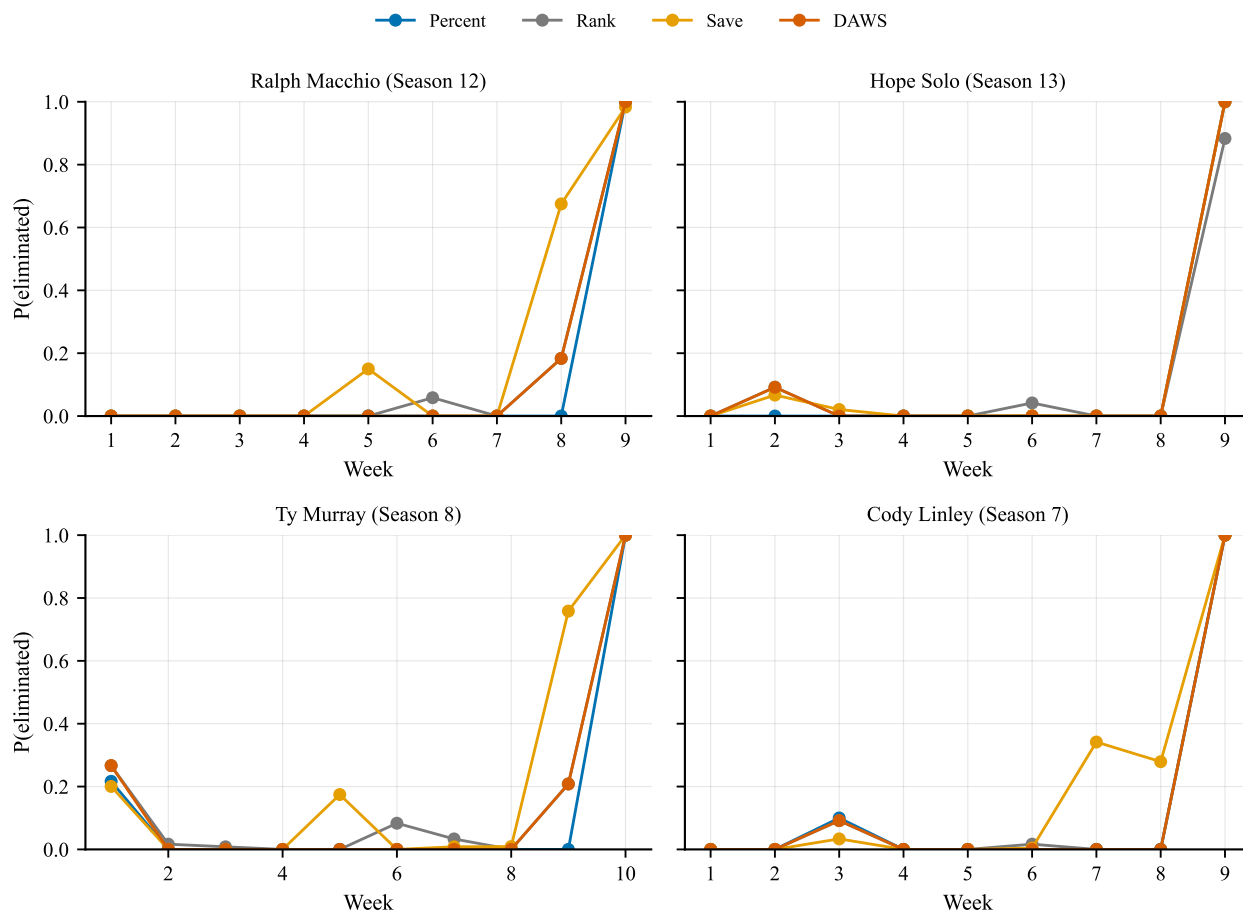 Percent Rank Save DAWS
Ralph Macchio (Season 12)
1.0
0.8
0.6
0.4
0.2
0.0
P(eliminated)
1 2 3 4 5 6 7 8 9
Week
Hope Solo (Season 13)
1 2 3 4 5 6 7 8 9
Week
Ty Murray (Season 8)
1.0
0.8
0.6
0.4
0.2
0.0
P(eliminated)
2 4 6 8 10
Week
Cody Linley (Season 7)
1 2 3 4 5 6 7 8 9
Week